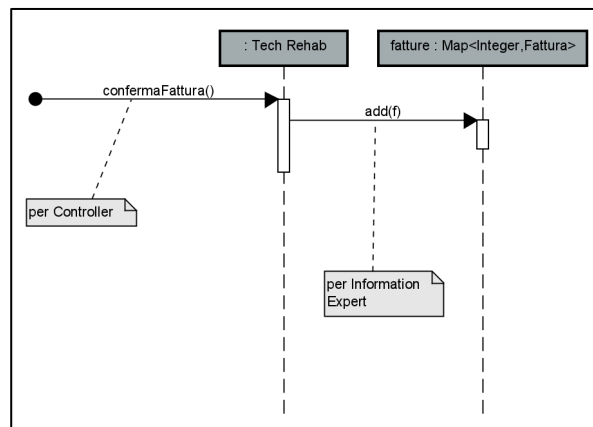 : Tech Rehab
fatture : Map<Integer,Fattura>
confermaFattura()
add(f)
per Controller
per Information
Expert